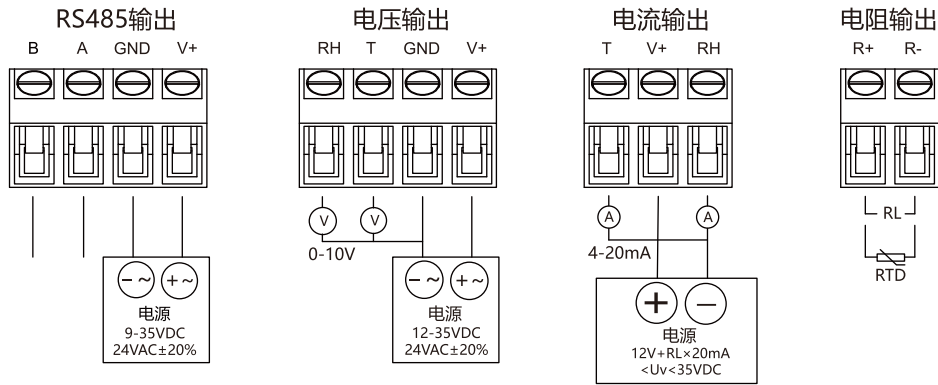 RS485输出
B A GND V+
电源
9-35VDC
24VAC±20%
电压输出
RH T GND V+
V V
0-10V
电源
12-35VDC
24VAC±20%
电流输出
T V+ RH
A A
4-20mA
电源
12V+RL×20mA
<Uv<35VDC
电阻输出
R+ R-
RL
RTD